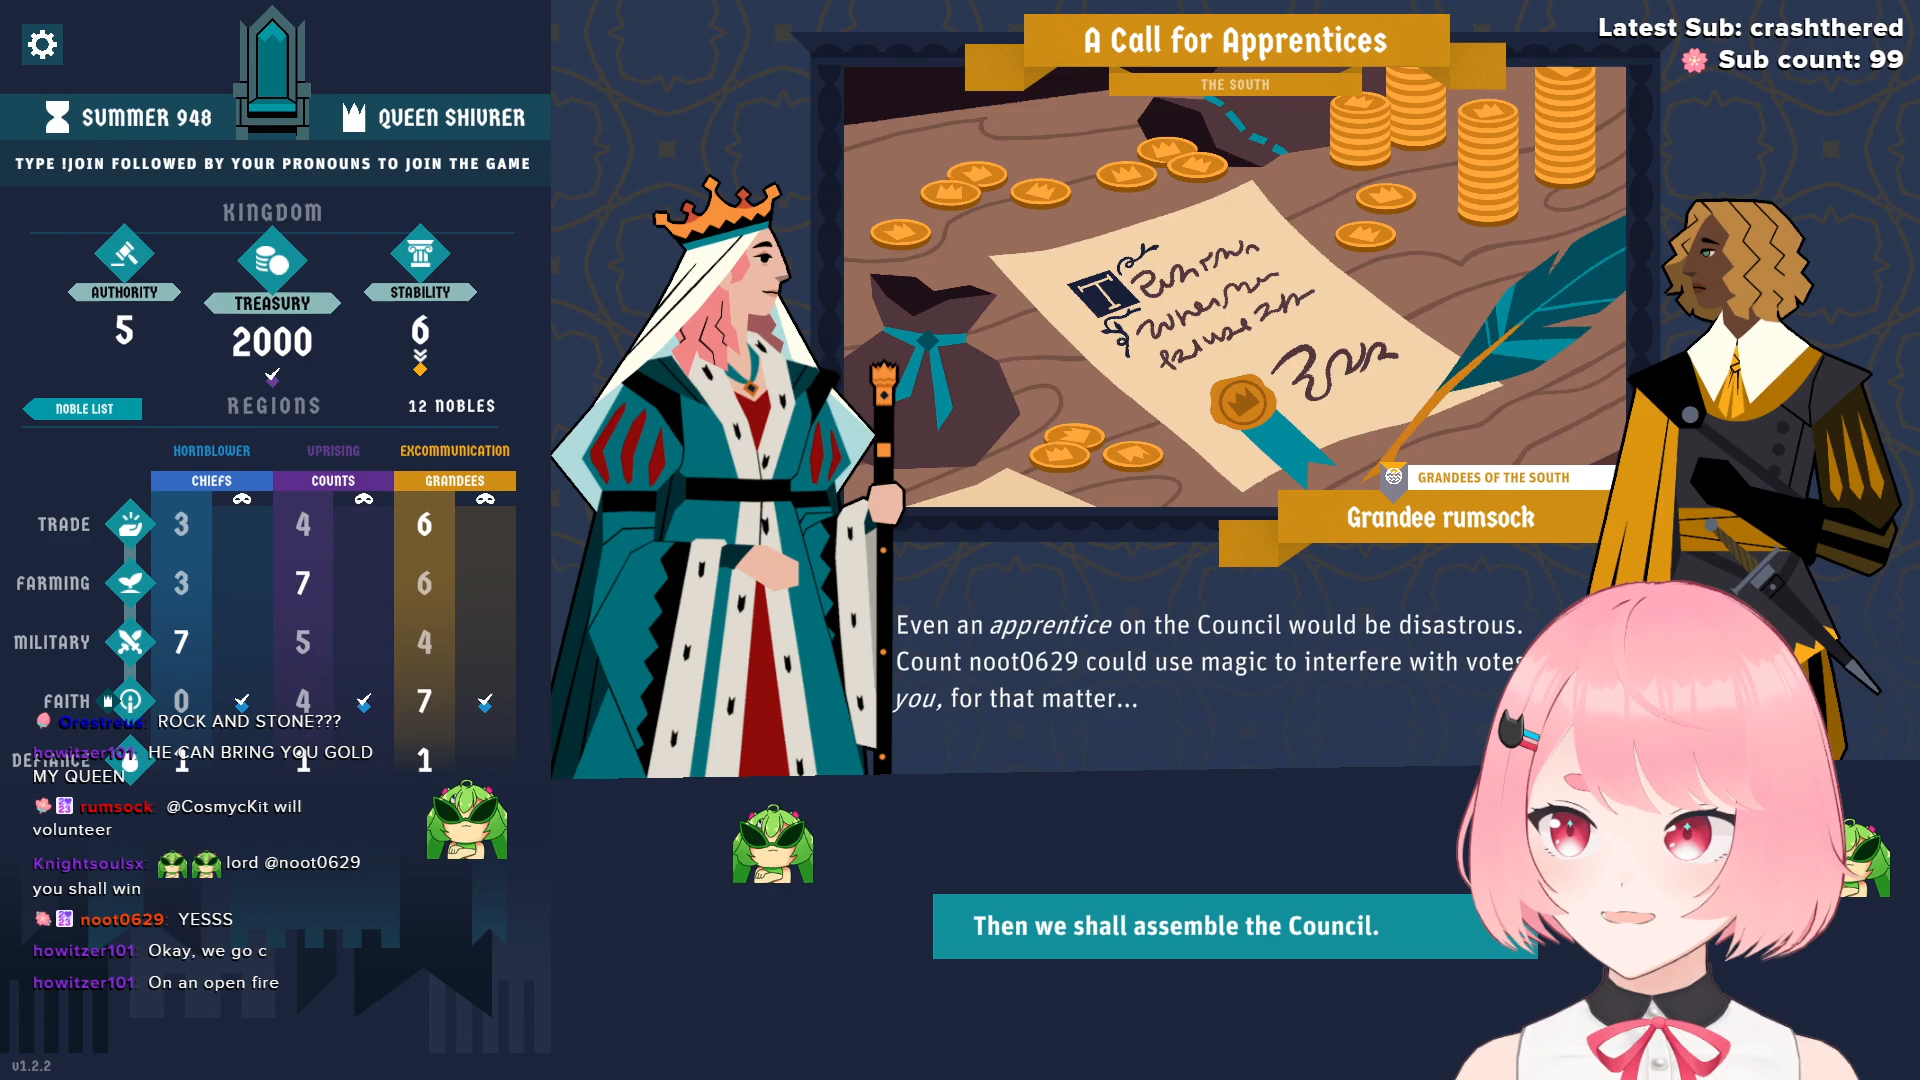 SUMMER 948
QUEEN SHIVRER
TYPE !JOIN FOLLOWED BY YOUR PRONOUNS TO JOIN THE GAME
KINGDOM
AUTHORITY
TREASURY
STABILITY
5
2000
6
NOBLE LIST
REGIONS
12 NOBLES
HORNBLOWER
UPRISING
EXCOMMUNICATION
CHIEFS
COUNTS
GRANDEES
TRADE 3 4 6
FARMING 3 7 6
MILITARY 7 5 4
FAITH 0 4 7
DEFIANCE 1 1 1
Orestreus: ROCK AND STONE???
howitzer101: HE CAN BRING YOU GOLD
MY QUEEN
rumsock: @CosmycKit will
volunteer
Knightsoulsx: lord @noot0629
you shall win
noot0629: YESSS
howitzer101: Okay, we go c
howitzer101: On an open fire
v1.2.2
A Call for Apprentices
THE SOUTH
Latest Sub: crashthered
Sub count: 99
T
GRANDEES OF THE SOUTH
Grandee rumsock
Even an apprentice on the Council would be disastrous.
Count noot0629 could use magic to interfere with votes
you, for that matter...
Then we shall assemble the Council.